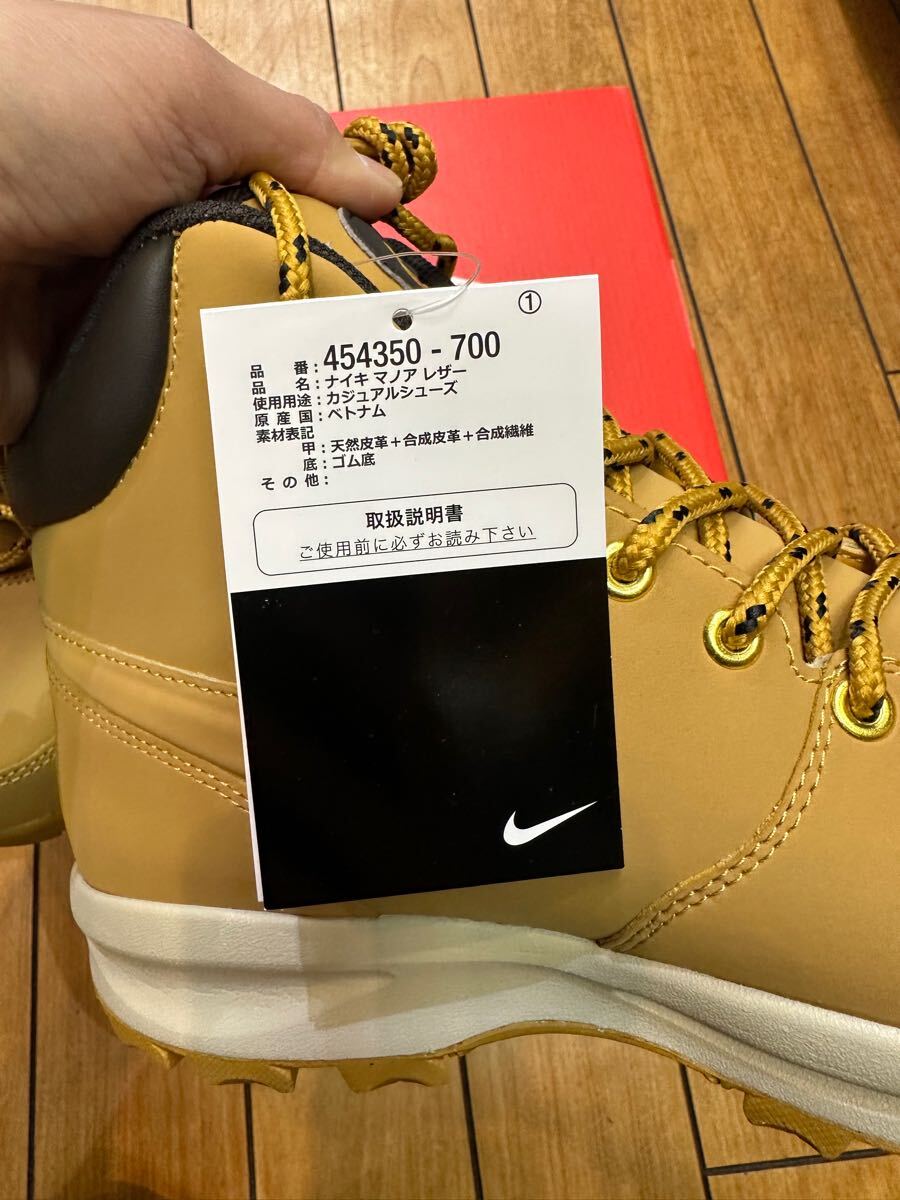 ①
品番：454350-700
品名：ナイキ マノア レザー
使用用途：カジュアルシューズ
原産国：ベトナム
素材表記
甲：天然皮革＋合成皮革＋合成繊維
底：ゴム底
その他：
取扱説明書
ご使用前に必ずお読み下さい